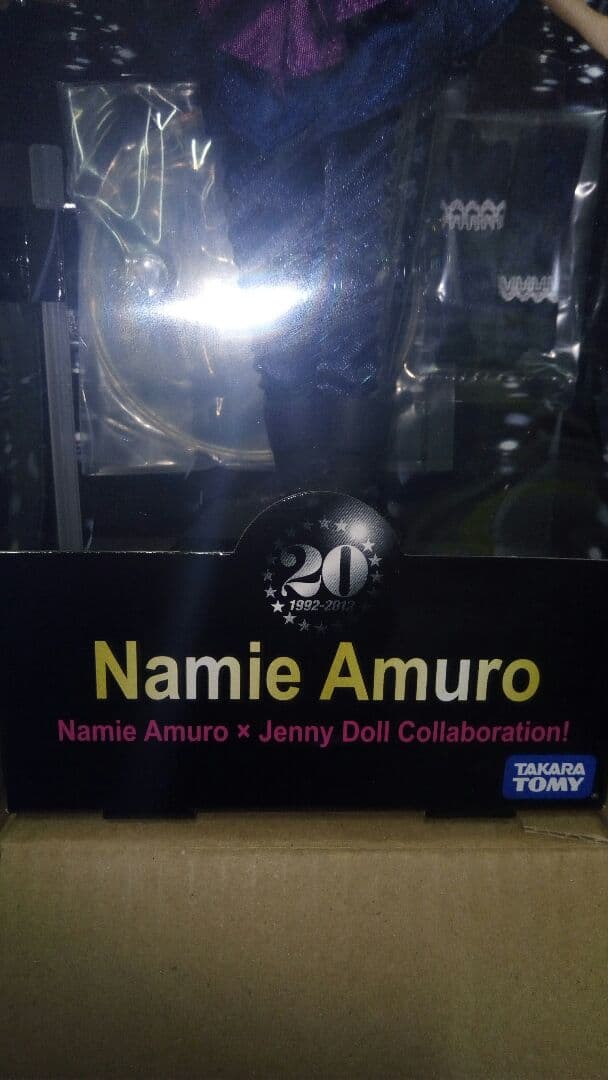 20
1992-2012
Namie Amuro
Namie Amuro × Jenny Doll Collaboration!
TAKARA
TOMY